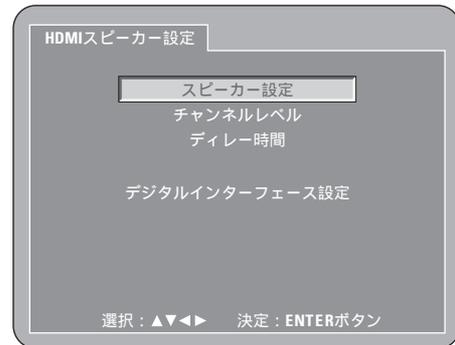 HDMIスピーカー設定
スピーカー設定
チャンネルレベル
ディレー時間
デジタルインターフェース設定
選択：▲▼◀▶　決定：ENTERボタン